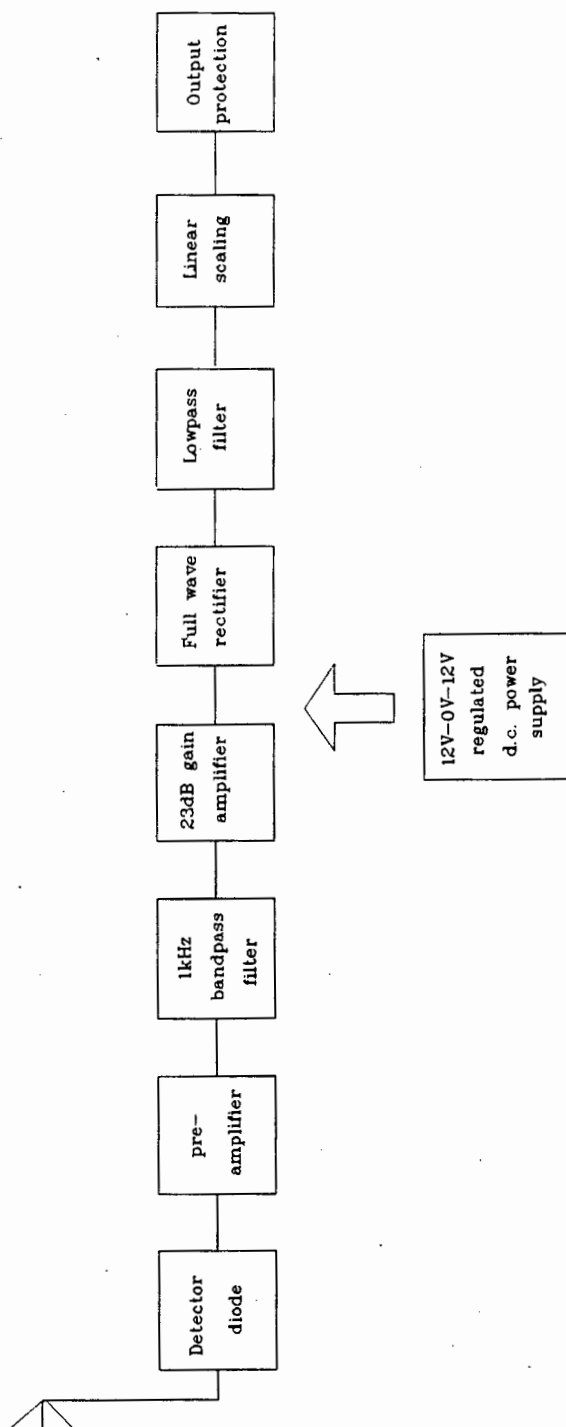 Detector
diode
pre-
amplifier
1kHz
bandpass
filter
23dB gain
amplifier
Full wave
rectifier
Lowpass
filter
Linear
scaling
Output
protection
12V-0V-12V
regulated
d.c. power
supply